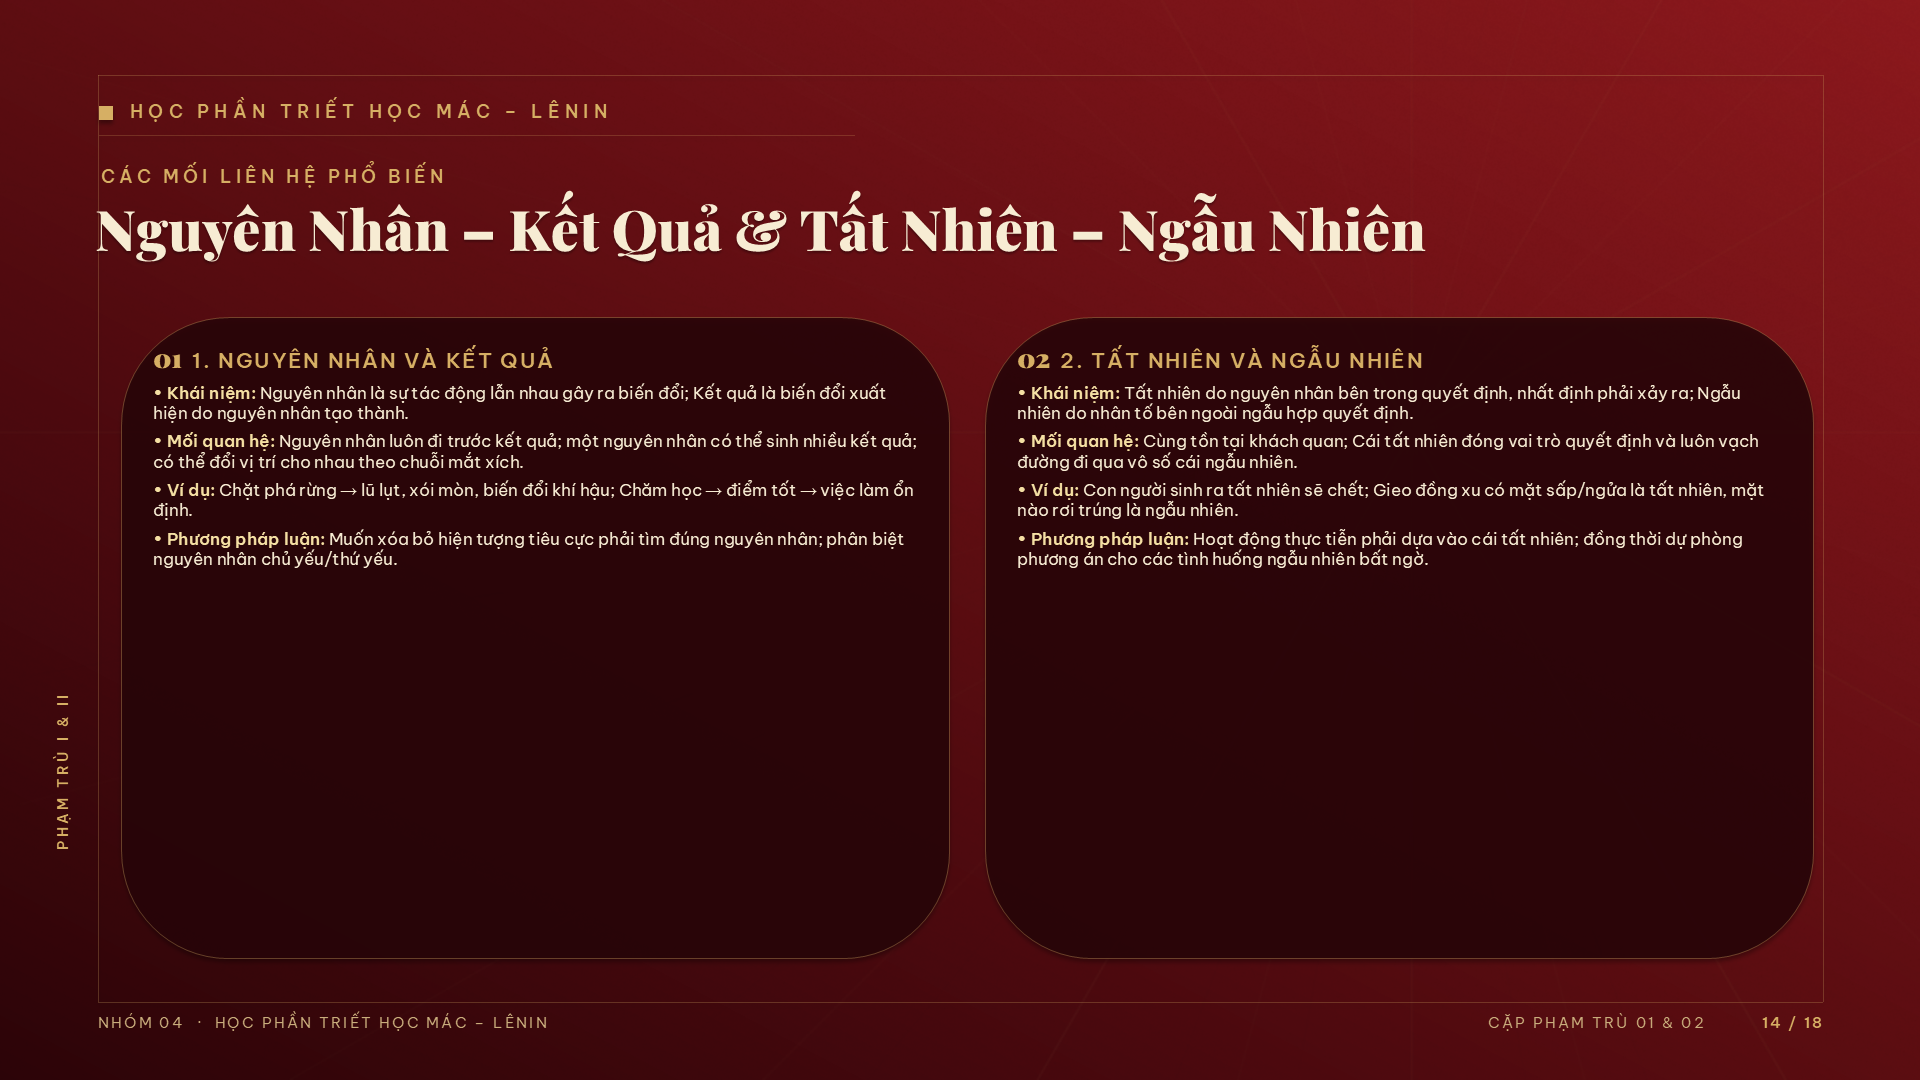 HỌC PHẦN TRIẾT HỌC MÁC – LÊNIN
CÁC MỐI LIÊN HỆ PHỔ BIẾN
Nguyên Nhân – Kết Quả & Tất Nhiên – Ngẫu Nhiên
01 1. NGUYÊN NHÂN VÀ KẾT QUẢ
• Khái niệm: Nguyên nhân là sự tác động lẫn nhau gây ra biến đổi; Kết quả là biến đổi xuất
hiện do nguyên nhân tạo thành.
• Mối quan hệ: Nguyên nhân luôn đi trước kết quả; một nguyên nhân có thể sinh nhiều kết quả;
có thể đổi vị trí cho nhau theo chuỗi mắt xích.
• Ví dụ: Chặt phá rừng → lũ lụt, xói mòn, biến đổi khí hậu; Chăm học → điểm tốt → việc làm ổn
định.
• Phương pháp luận: Muốn xóa bỏ hiện tượng tiêu cực phải tìm đúng nguyên nhân; phân biệt
nguyên nhân chủ yếu/thứ yếu.
02 2. TẤT NHIÊN VÀ NGẪU NHIÊN
• Khái niệm: Tất nhiên do nguyên nhân bên trong quyết định, nhất định phải xảy ra; Ngẫu
nhiên do nhân tố bên ngoài ngẫu hợp quyết định.
• Mối quan hệ: Cùng tồn tại khách quan; Cái tất nhiên đóng vai trò quyết định và luôn vạch
đường đi qua vô số cái ngẫu nhiên.
• Ví dụ: Con người sinh ra tất nhiên sẽ chết; Gieo đồng xu có mặt sấp/ngửa là tất nhiên, mặt
nào rơi trúng là ngẫu nhiên.
• Phương pháp luận: Hoạt động thực tiễn phải dựa vào cái tất nhiên; đồng thời dự phòng
phương án cho các tình huống ngẫu nhiên bất ngờ.
PHẠM TRÙ I & II
NHÓM 04 · HỌC PHẦN TRIẾT HỌC MÁC – LÊNIN
CẶP PHẠM TRÙ 01 & 02
14 / 18